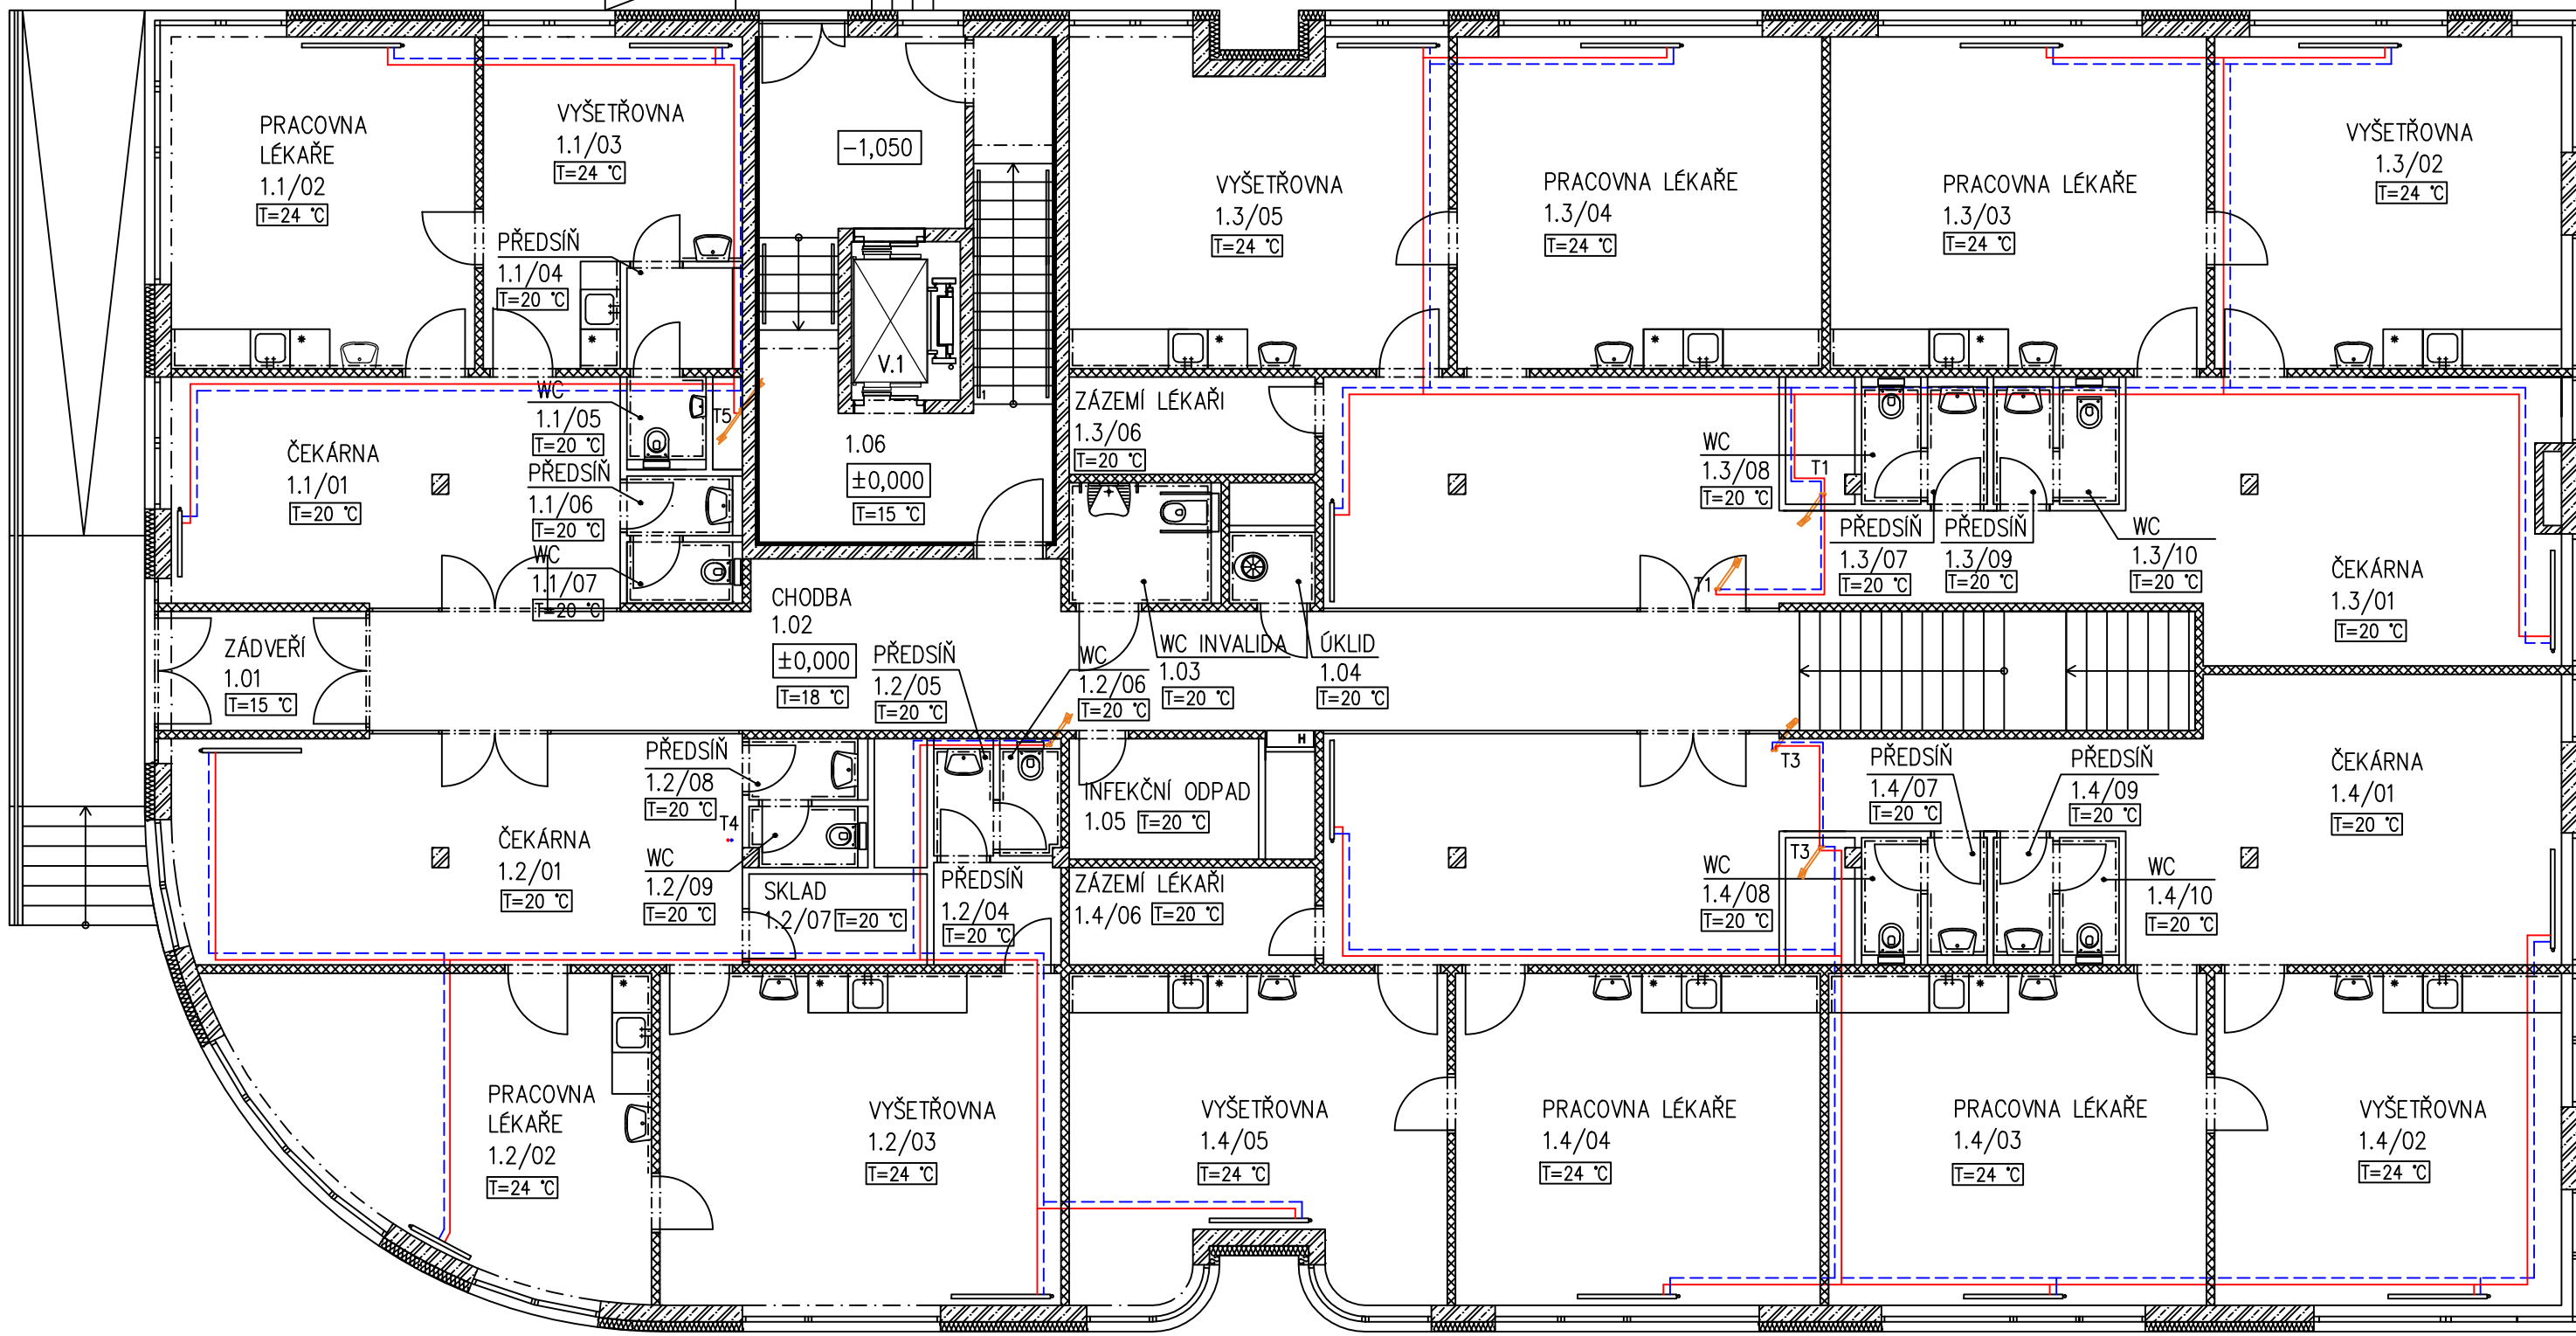 PRACOVNA
LÉKAŘE
1.1/02
T=24 °C
VYŠETŘOVNA
1.1/03
T=24 °C
PŘEDSÍŇ
1.1/04
T=20 °C
-1,050
V.1
1
VYŠETŘOVNA
1.3/05
T=24 °C
PRACOVNA LÉKAŘE
1.3/04
T=24 °C
PRACOVNA LÉKAŘE
1.3/03
T=24 °C
VYŠETŘOVNA
1.3/02
T=24 °C
ČEKÁRNA
1.1/01
T=20 °C
WC
1.1/05
T=20 °C
PŘEDSÍŇ
1.1/06
T=20 °C
WC
1.1/07
T=20 °C
T5
1.06
±0,000
T=15 °C
ZÁZEMÍ LÉKAŘI
1.3/06
T=20 °C
WC
1.3/08
T=20 °C
T1
T1
PŘEDSÍŇ
1.3/07
T=20 °C
PŘEDSÍŇ
1.3/09
T=20 °C
WC
1.3/10
T=20 °C
ČEKÁRNA
1.3/01
T=20 °C
ZÁDVEŘÍ
1.01
T=15 °C
CHODBA
1.02
±0,000
T=18 °C
PŘEDSÍŇ
1.2/05
T=20 °C
WC
1.2/06
T=20 °C
WC INVALIDA
1.03
T=20 °C
ÚKLID
1.04
T=20 °C
ČEKÁRNA
1.2/01
T=20 °C
PŘEDSÍŇ
1.2/08
T=20 °C
T4
WC
1.2/09
T=20 °C
SKLAD
1.2/07 T=20 °C
PŘEDSÍŇ
1.2/04
T=20 °C
H
INFEKČNÍ ODPAD
1.05 T=20 °C
ZÁZEMÍ LÉKAŘI
1.4/06 T=20 °C
T3
T3
WC
1.4/08
T=20 °C
PŘEDSÍŇ
1.4/07
T=20 °C
PŘEDSÍŇ
1.4/09
T=20 °C
WC
1.4/10
T=20 °C
ČEKÁRNA
1.4/01
T=20 °C
PRACOVNA
LÉKAŘE
1.2/02
T=24 °C
VYŠETŘOVNA
1.2/03
T=24 °C
VYŠETŘOVNA
1.4/05
T=24 °C
PRACOVNA LÉKAŘE
1.4/04
T=24 °C
PRACOVNA LÉKAŘE
1.4/03
T=24 °C
VYŠETŘOVNA
1.4/02
T=24 °C